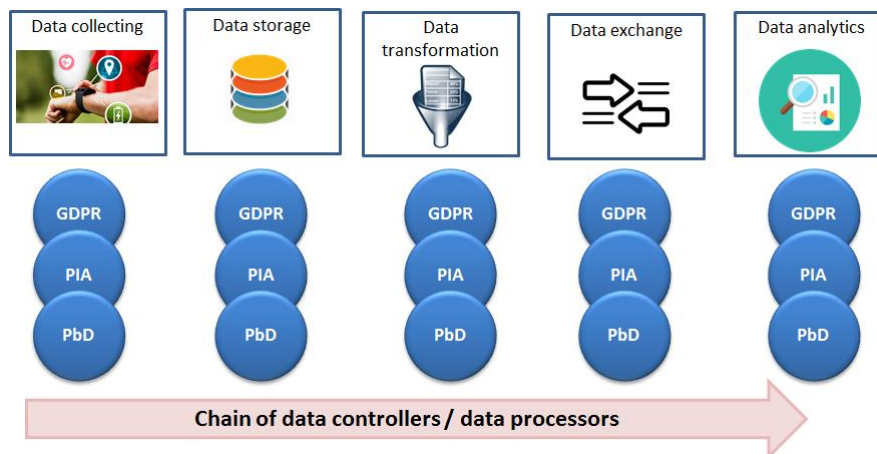 Data collecting
Data storage
Data
transformation
Data exchange
Data analytics
GDPR
GDPR
GDPR
GDPR
GDPR
PIA
PIA
PIA
PIA
PIA
PbD
PbD
PbD
PbD
PbD
Chain of data controllers / data processors